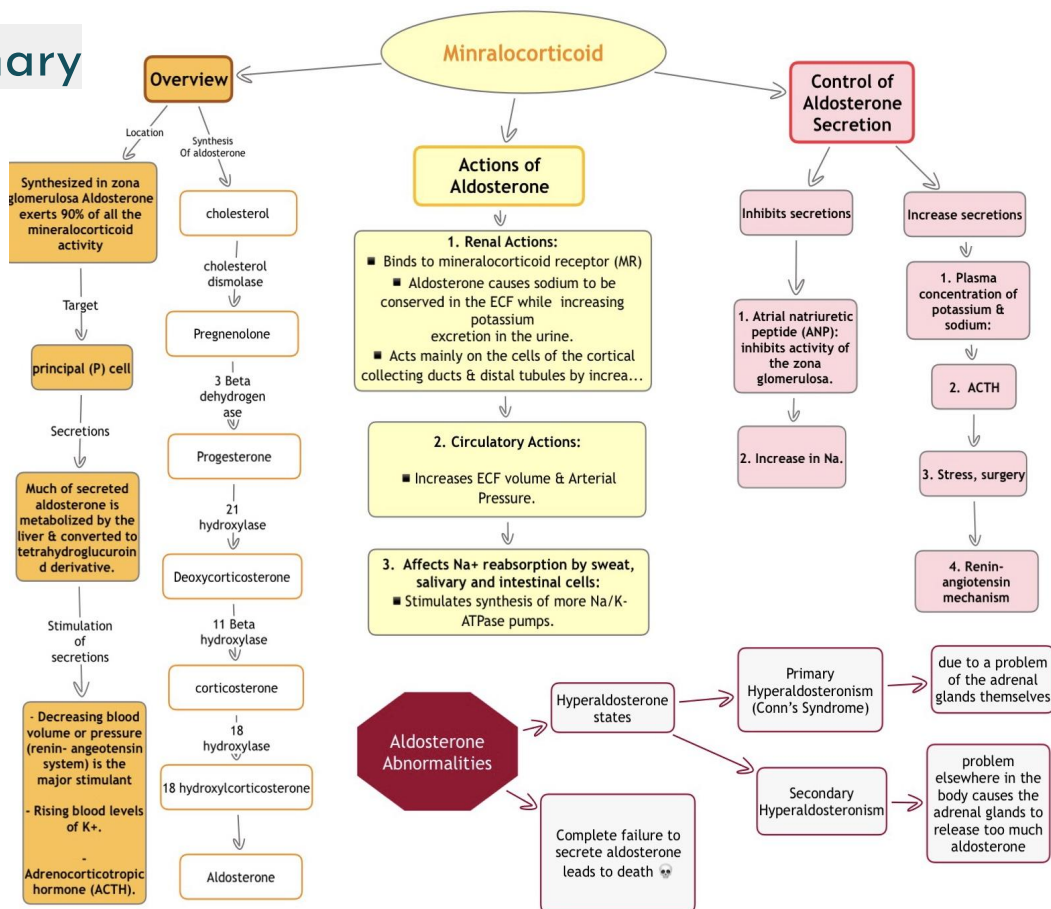 Minralocorticoid
Overview
Location
Synthesized in zona
glomerulosa Aldosterone
exerts 90% of all the
mineralocorticoid
activity
Target
principal (P) cell
Secretions
Much of secreted
aldosterone is
metabolized by the
liver & converted to
tetrahydroglucuroin
d derivative.
Stimulation
of
secretions
- Decreasing blood
volume or pressure
(renin- angeotensin
system) is the
major stimulant
- Rising blood levels
of K+.
-
Adrenocorticotropic
hormone (ACTH).
Synthesis
Of aldosterone
cholesterol
cholesterol
dismolase
Pregnenolone
3 Beta
dehydrogen
ase
Progesterone
21
hydroxylase
Deoxycorticosterone
11 Beta
hydroxylase
corticosterone
18
hydroxylase
18 hydroxylcorticosterone
Aldosterone
Actions of
Aldosterone
1. Renal Actions:
■ Binds to mineralocorticoid receptor (MR)
■ Aldosterone causes sodium to be
conserved in the ECF while increasing
potassium
excretion in the urine.
■ Acts mainly on the cells of the cortical
collecting ducts & distal tubules by increa...
2. Circulatory Actions:
■ Increases ECF volume & Arterial
Pressure.
3. Affects Na+ reabsorption by sweat,
salivary and intestinal cells:
■ Stimulates synthesis of more Na/K-
ATPase pumps.
Control of
Aldosterone
Secretion
Inhibits secretions
1. Atrial natriuretic
peptide (ANP):
inhibits activity of
the zona
glomerulosa.
2. Increase in Na.
Increase secretions
1. Plasma
concentration of
potassium &
sodium:
2. ACTH
3. Stress, surgery
4. Renin-
angiotensin
mechanism
Aldosterone
Abnormalities
Hyperaldosterone
states
Primary
Hyperaldosteronism
(Conn's Syndrome)
due to a problem
of the adrenal
glands themselves
Secondary
Hyperaldosteronism
problem
elsewhere in the
body causes the
adrenal glands to
release too much
aldosterone
Complete failure to
secrete aldosterone
leads to death 💀